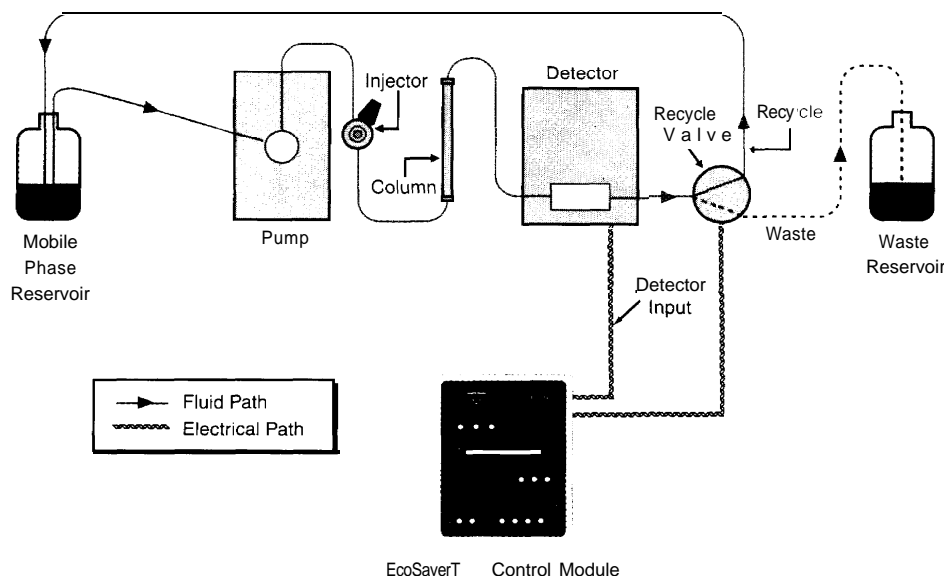 Injector
Column
Pump
Detector
Recycle
Valve
Recycle
Waste
Mobile
Phase
Reservoir
Waste
Reservoir
Detector
Input
Fluid Path
Electrical Path
EcoSaverT Control Module